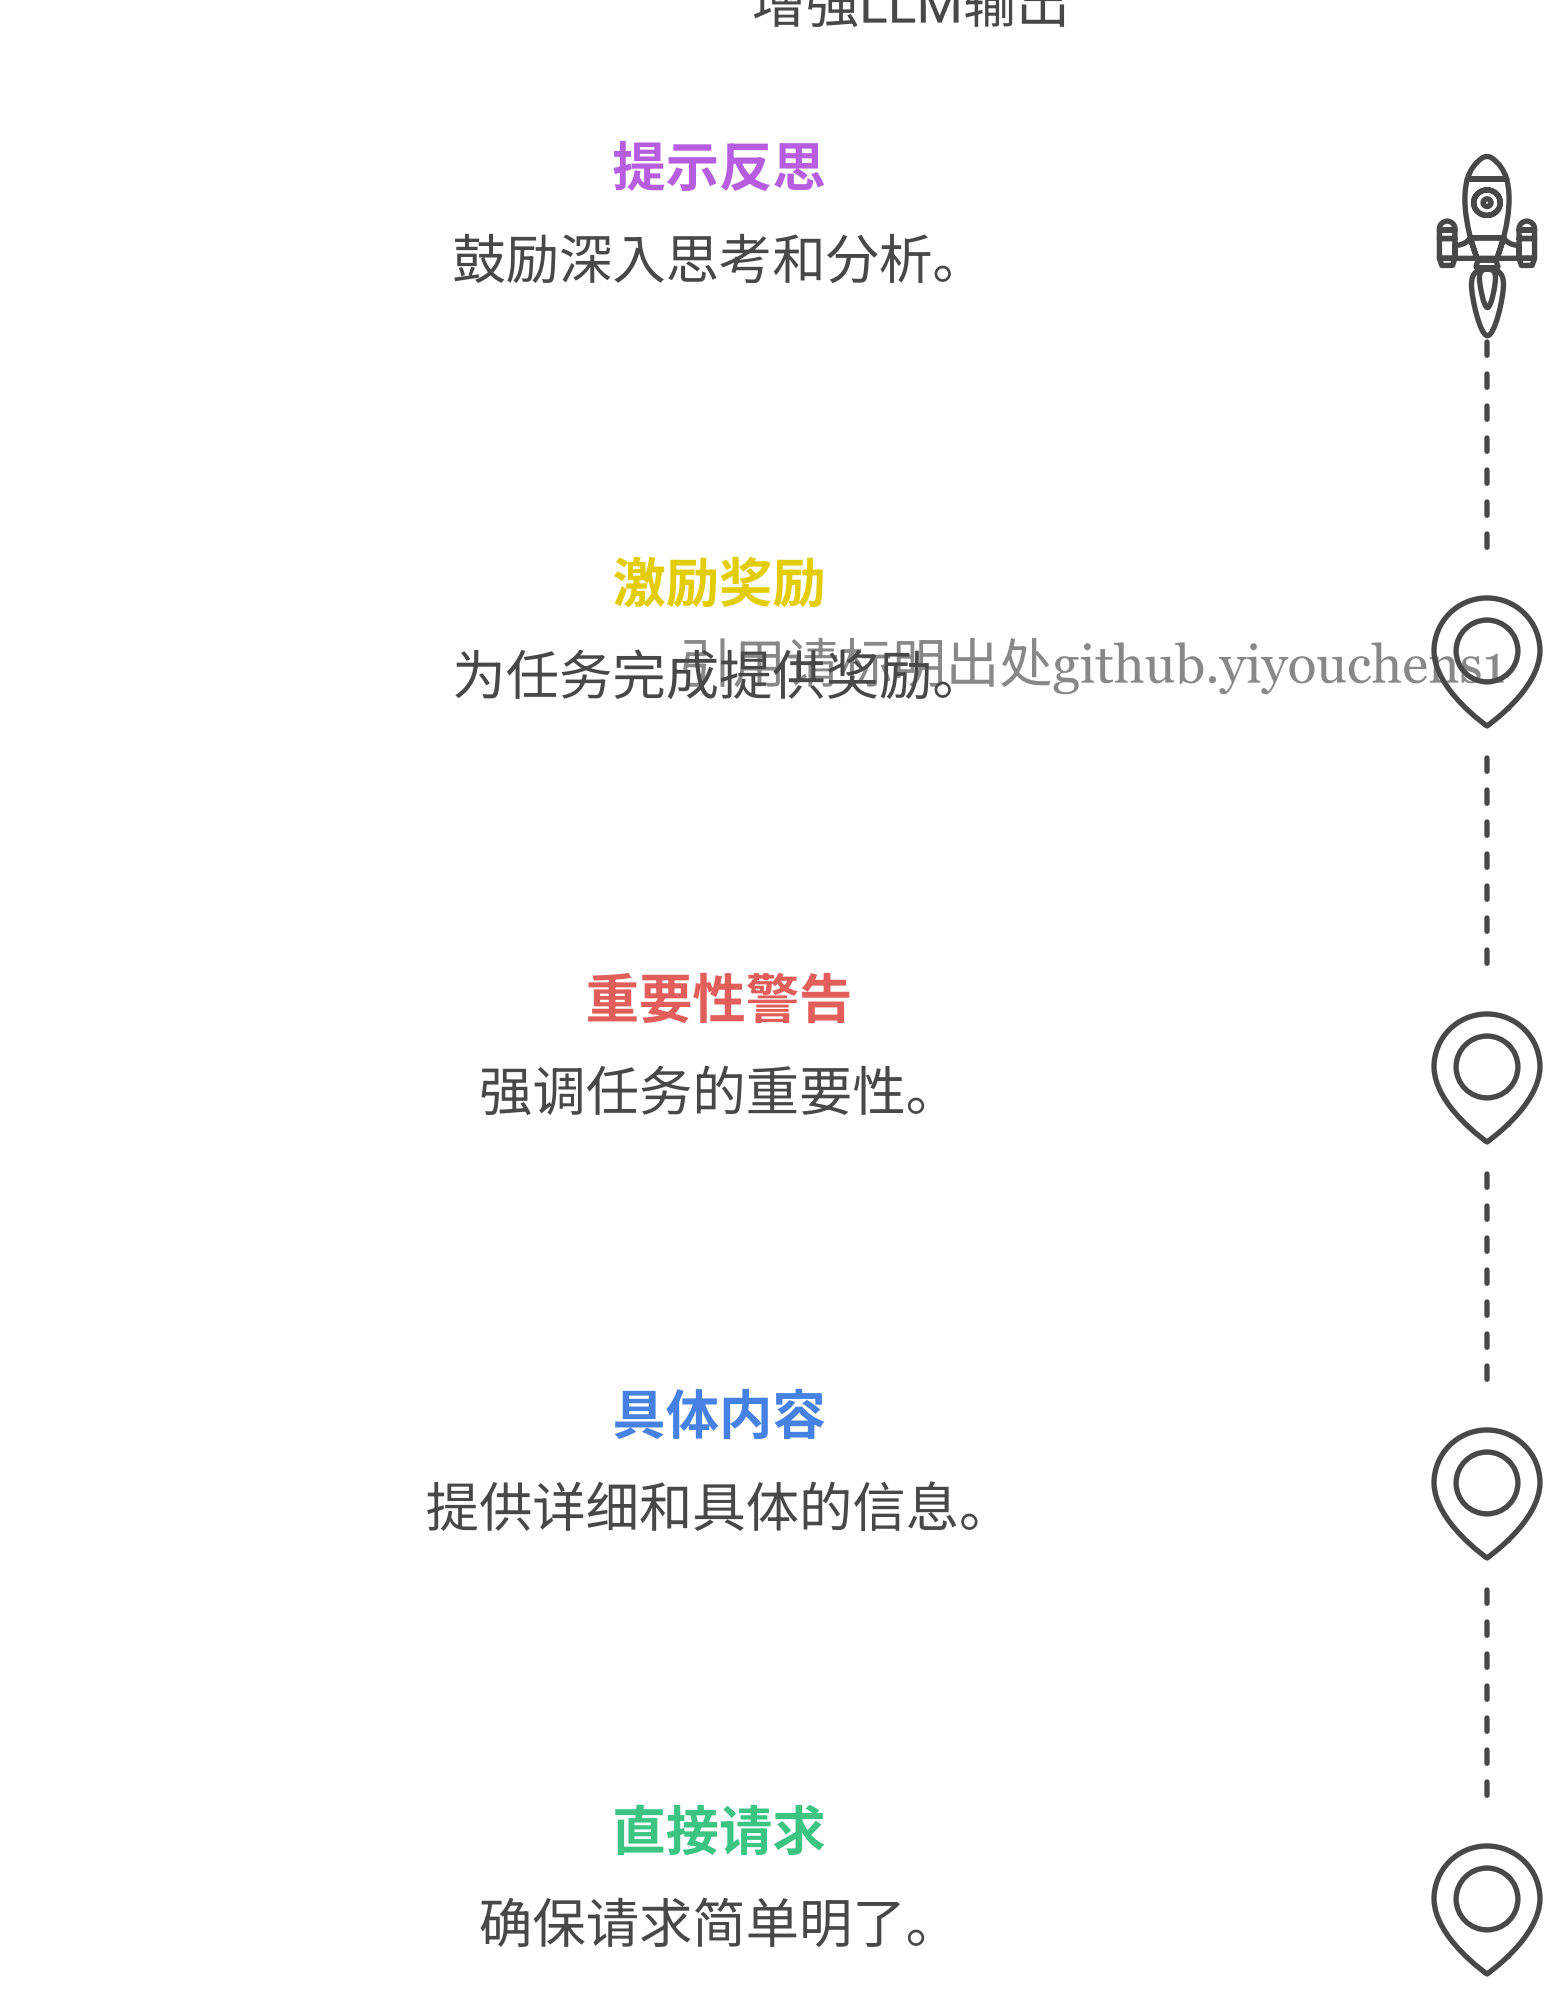 增强LLM输出
提示反思
鼓励深入思考和分析。
激励奖励
为任务完成提供奖励。
引用请标明出处github.yiyouchens1
重要性警告
强调任务的重要性。
具体内容
提供详细和具体的信息。
直接请求
确保请求简单明了。